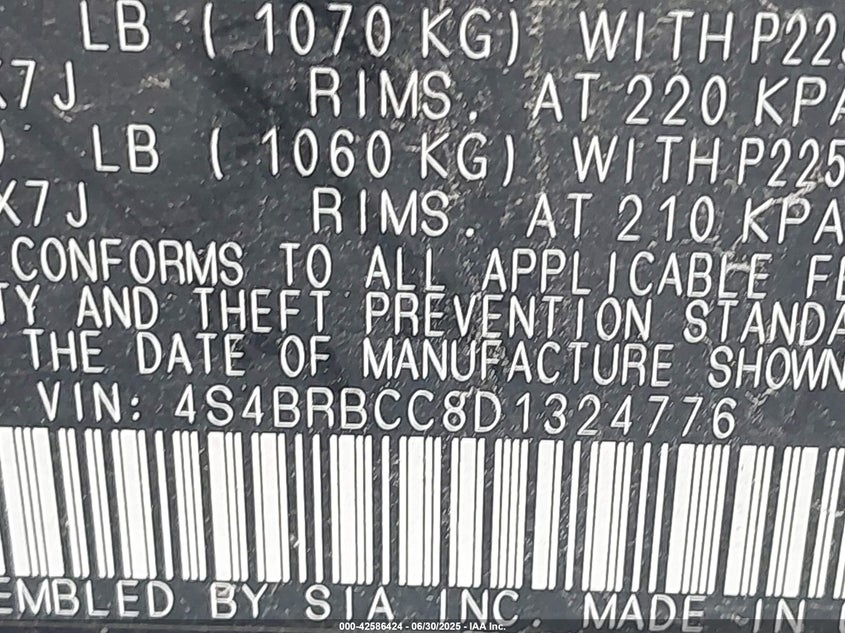 LB ( 1070 KG) WITH P22
7J RIMS. AT 220 KPA
LB ( 1060 KG) WITH P225
X7J RIMS. AT 210 KPA
CONFORMS TO ALL APPLICABLE FE
TY AND THEFT PREVENTION STANDA
THE DATE OF MANUFACTURE SHOWN
VIN: 4S4BRBCC8D1324776
EMBLED BY SIA INC. MADE IN
000-42586424 - 06/30/2025 - IAA Inc.